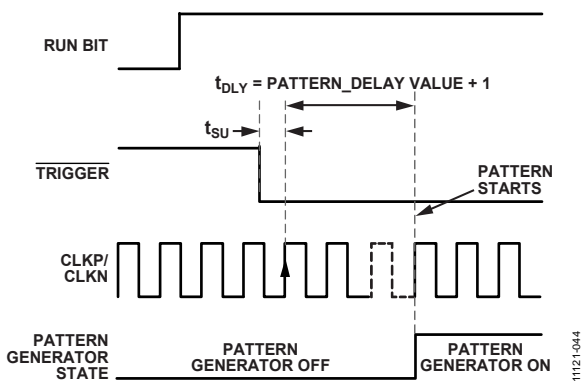 RUN BIT
tDLY = PATTERN_DELAY VALUE + 1
tSU
TRIGGER
PATTERN
STARTS
CLKP/
CLKN
PATTERN
GENERATOR
STATE
PATTERN
GENERATOR OFF
PATTERN
GENERATOR ON
11121-044